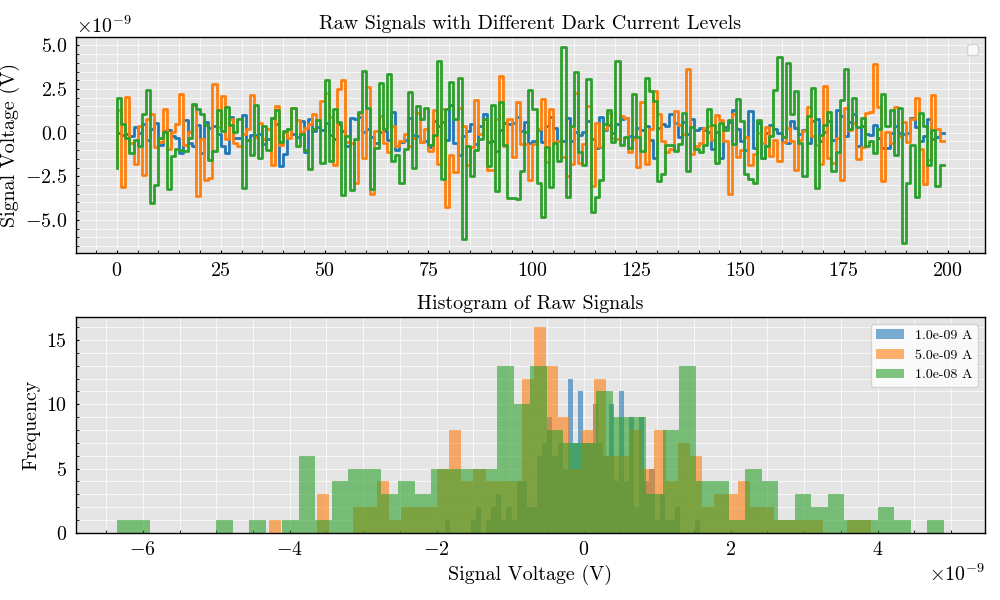 Raw Signals with Different Dark Current Levels
×10⁻⁹
Signal Voltage (V)
5.0
2.5
0.0
−2.5
−5.0
0 25 50 75 100 125 150 175 200
Histogram of Raw Signals
Frequency
15
10
5
0
1.0e-09 A
5.0e-09 A
1.0e-08 A
−6 −4 −2 0 2 4
Signal Voltage (V)
×10⁻⁹